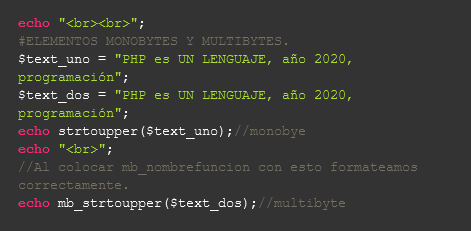 echo "<br><br>";
#ELEMENTOS MONOBYTES Y MULTIBYTES.
$text_uno = "PHP es UN LENGUAJE, año 2020,
programación";
$text_dos = "PHP es UN LENGUAJE, año 2020,
programación";
echo strtoupper($text_uno);//monobye
echo "<br>";
//Al colocar mb_nombrefuncion con esto formateamos
correctamente.
echo mb_strtoupper($text_dos);//multibyte